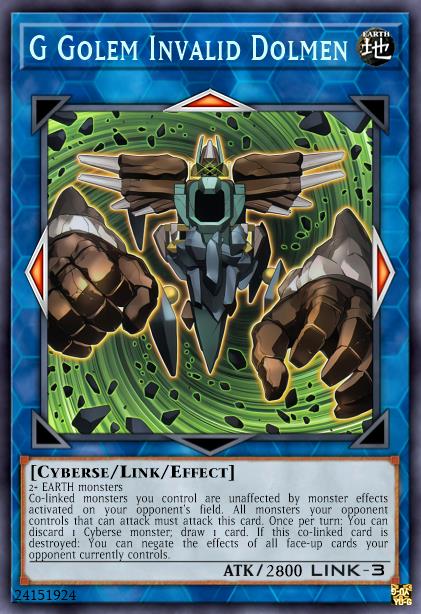 G Golem Invalid Dolmen
EARTH
地
[Cyberse/Link/Effect]
2+ EARTH monsters
Co-linked monsters you control are unaffected by monster effects
activated on your opponent's field. All monsters your opponent
controls that can attack must attack this card. Once per turn: You can
discard 1 Cyberse monster; draw 1 card. If this co-linked card is
destroyed: You can negate the effects of all face-up cards your
opponent currently controls.
ATK/2800 LINK-3
24151924